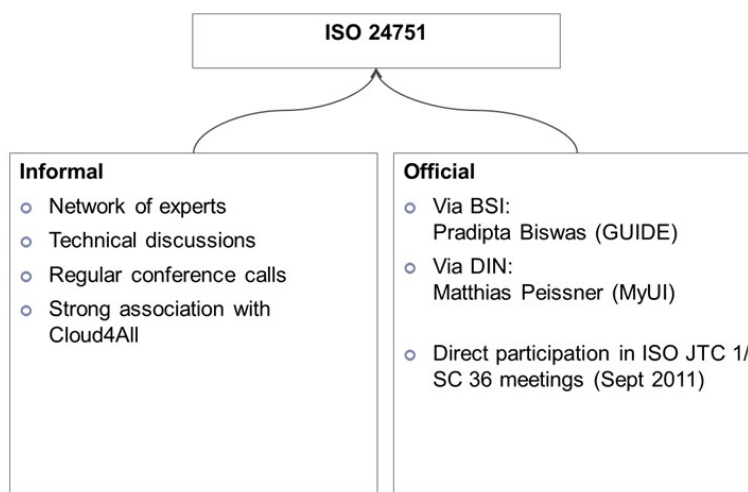 ISO 24751
Informal
Network of experts
Technical discussions
Regular conference calls
Strong association with
Cloud4All
Official
Via BSI:
Pradipta Biswas (GUIDE)
Via DIN:
Matthias Peissner (MyUI)
Direct participation in ISO JTC 1/
SC 36 meetings (Sept 2011)